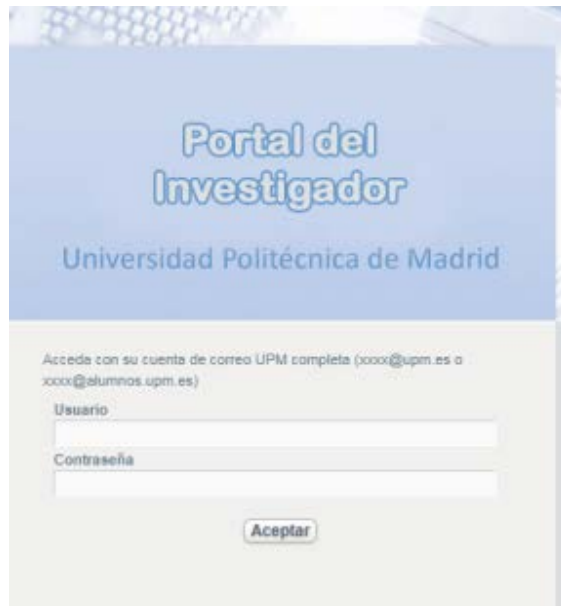 Portal del
Investigador
Universidad Politécnica de Madrid
Acceda con su cuenta de correo UPM completa (xxxx@upm.es o
xxxx@alumnos.upm.es)
Usuario
Contraseña
Aceptar